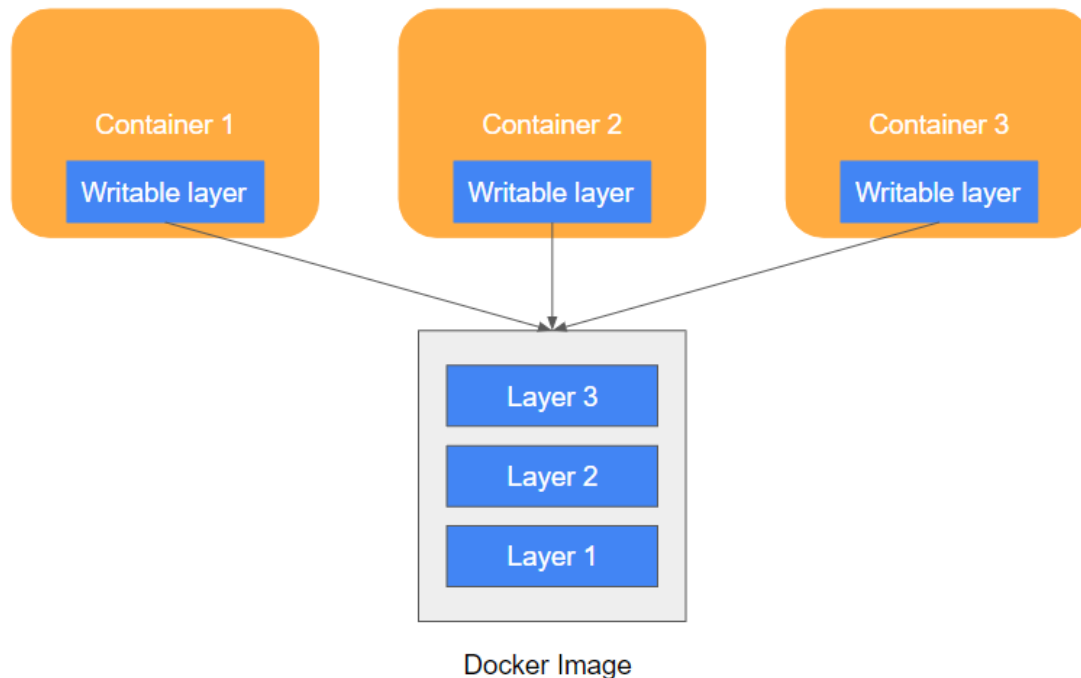 Container 1
Container 2
Container 3
Writable layer
Writable layer
Writable layer
Layer 3
Layer 2
Layer 1
Docker Image